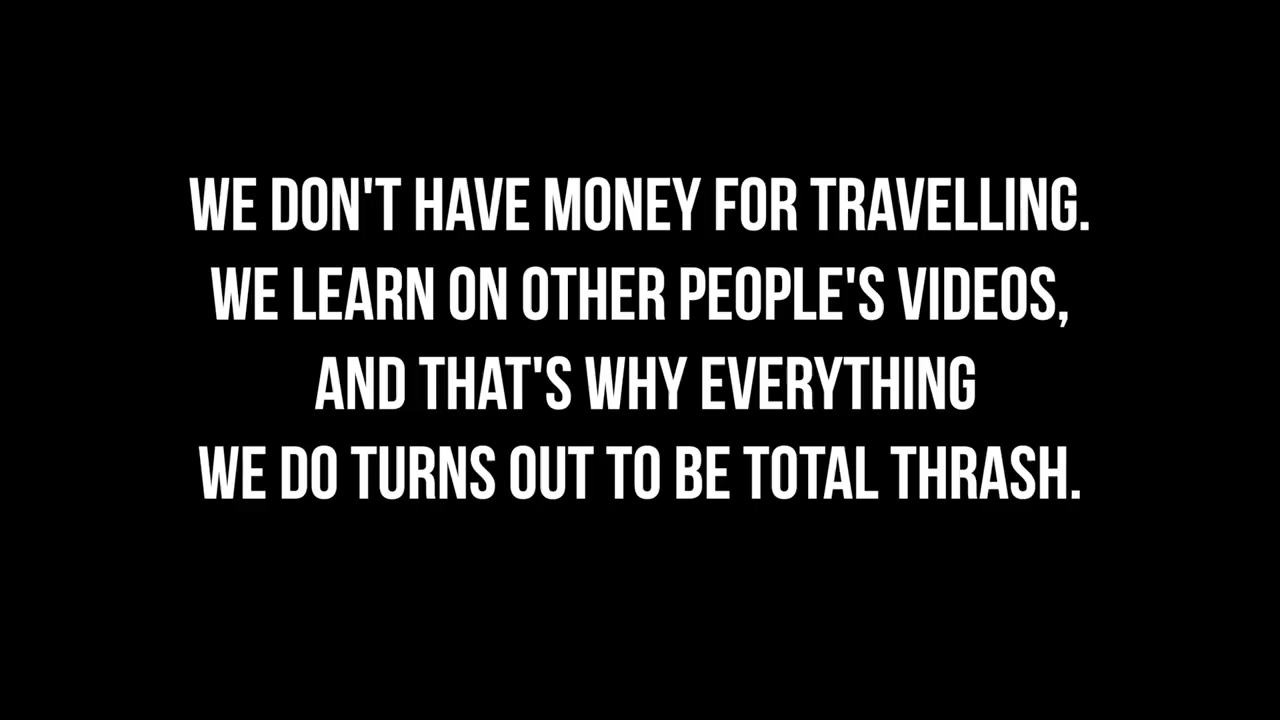 WE DON'T HAVE MONEY FOR TRAVELLING.
WE LEARN ON OTHER PEOPLE'S VIDEOS,
AND THAT'S WHY EVERYTHING
WE DO TURNS OUT TO BE TOTAL THRASH.